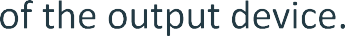 of the output device.